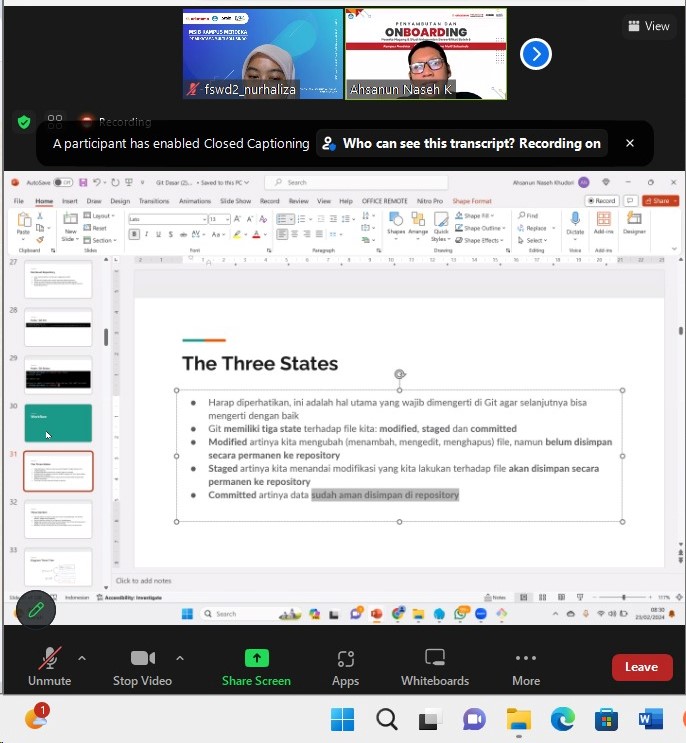 MSIB KAMPUS MERDEKA
fswd2_nurhaliza
PENYAMBUTAN DAN
ONBOARDING
Ahsanun Naseh K
View
Recording
A participant has enabled Closed Captioning
Who can see this transcript? Recording on
AutoSave
Off
Git Dasar (2)... • Saved to this PC
Search
Ahsanun Naseh Khudori
File Home Insert Draw Design Transitions Animations Slide Show Record Review View Help OFFICE REMOTE Nitro Pro Shape Format
Record
Share
Paste
New Slide
Layout
Reset
Section
Lato
13
Shapes
Arrange
Quick Styles
Shape Fill
Shape Outline
Shape Effects
Find
Replace
Select
Dictate
Add-ins
Designer
Clipboard
Slides
Font
Paragraph
Drawing
Editing
Voice
Add-ins
27
28
29
30
31
32
33
The Three States
● Harap diperhatikan, ini adalah hal utama yang wajib dimengerti di Git agar selanjutnya bisa
mengerti dengan baik
● Git memiliki tiga state terhadap file kita: modified, staged dan committed
● Modified artinya kita mengubah (menambah, mengedit, menghapus) file, namun belum disimpan
secara permanen ke repository
● Staged artinya kita menandai modifikasi yang kita lakukan terhadap file akan disimpan secara
permanen ke repository
● Committed artinya data sudah aman disimpan di repository
Click to add notes
Indonesian
Accessibility: Investigate
Notes
117%
Search
08:30
23/02/2024
Unmute
Stop Video
Share Screen
Apps
Whiteboards
More
Leave
1